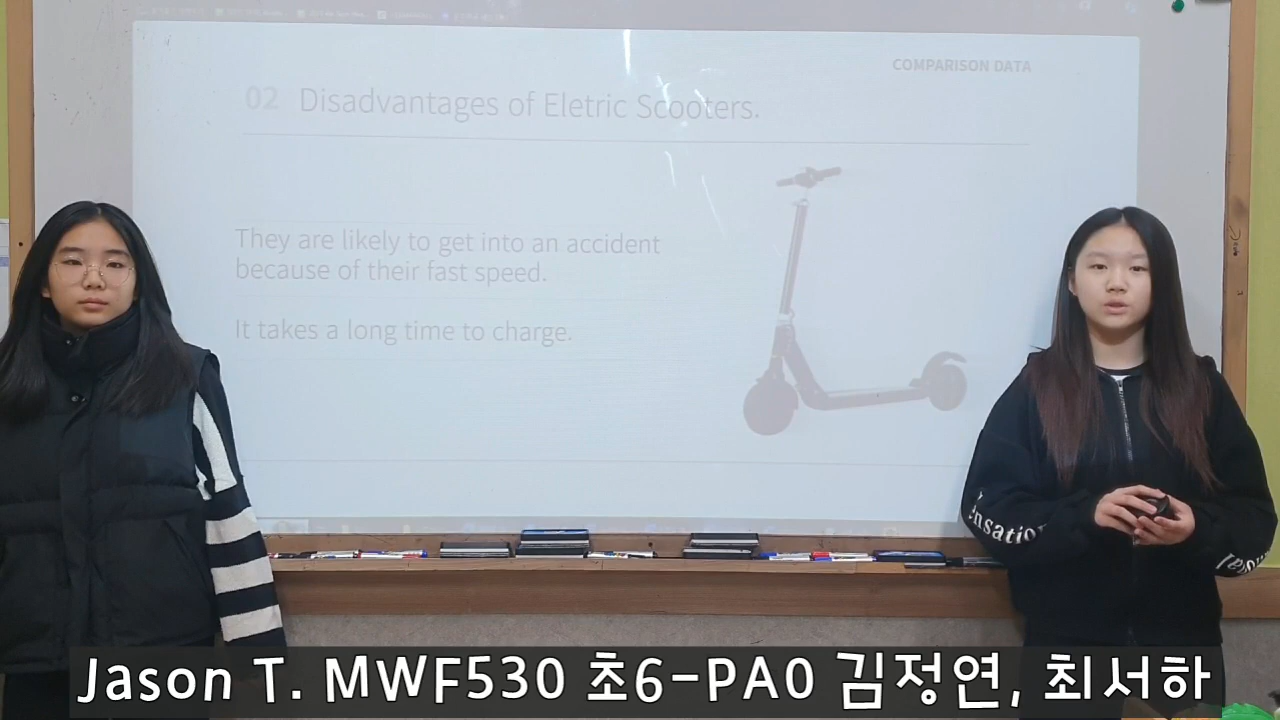 COMPARISON DATA
02 Disadvantages of Eletric Scooters.
They are likely to get into an accident
because of their fast speed.
It takes a long time to charge.
Jason T. MWF530 초6-PA0 김정연, 최서하